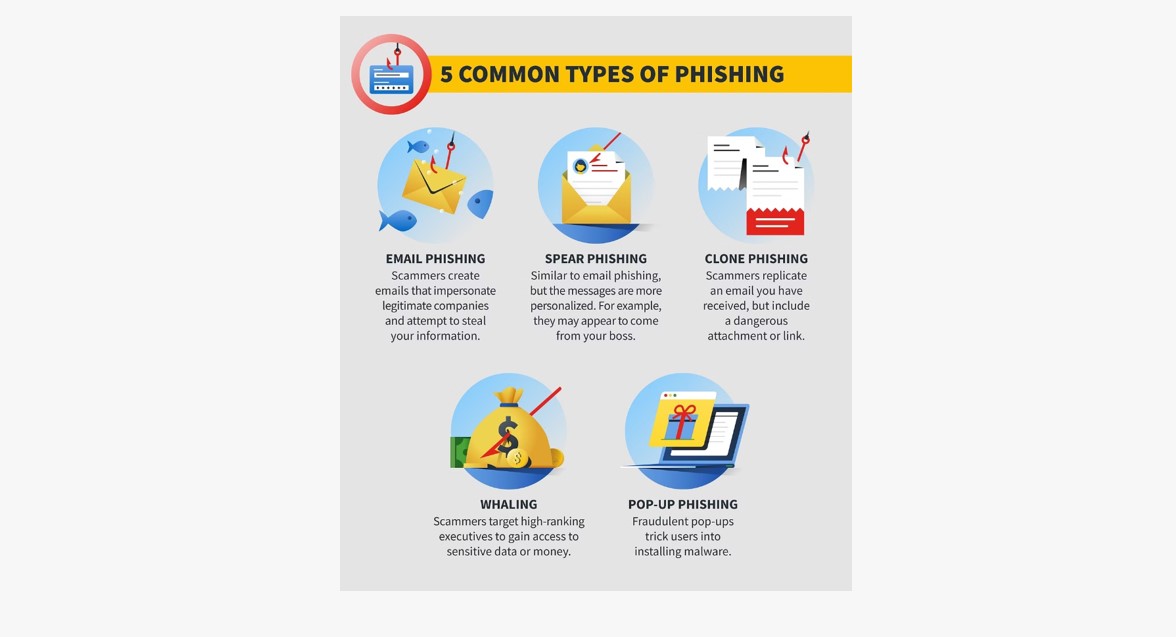 5 COMMON TYPES OF PHISHING
EMAIL PHISHING
Scammers create
emails that impersonate
legitimate companies
and attempt to steal
your information.
SPEAR PHISHING
Similar to email phishing,
but the messages are more
personalized. For example,
they may appear to come
from your boss.
CLONE PHISHING
Scammers replicate
an email you have
received, but include
a dangerous
attachment or link.
$
$
WHALING
Scammers target high-ranking
executives to gain access to
sensitive data or money.
POP-UP PHISHING
Fraudulent pop-ups
trick users into
installing malware.